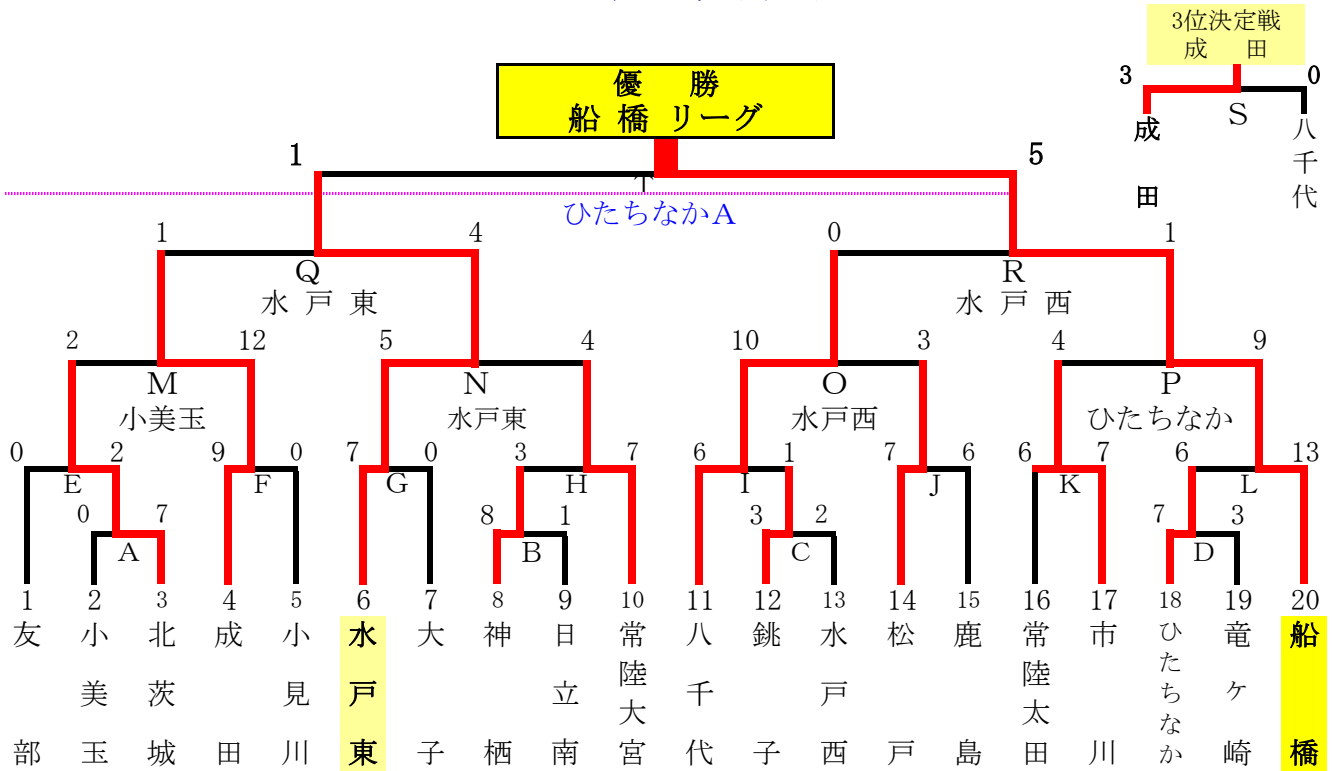 3位決定戦
成 田
3 0
S
成田
八千代
優 勝
船 橋 リーグ
1 5
T
ひたちなかA
1 4 0 1
Q R
水 戸 東 水 戸 西
2 12 5 4 10 3 4 9
M N O P
小美玉 水戸東 水戸西 ひたちなか
0 2 9 0 7 0 3 7 6 1 7 6 6 7 6 13
E F G H I J K L
0 7 8 1 3 2 7 3
A B C D
1 2 3 4 5 6 7 8 9 10 11 12 13 14 15 16 17 18 19 20
友部
小美玉
北茨城
成田
小見川
水戸東
大子
神栖
日立南
常陸大宮
八千代
銚子
水戸西
松戸
鹿島
常陸太田
市川
ひたちなか
竜ヶ崎
船橋